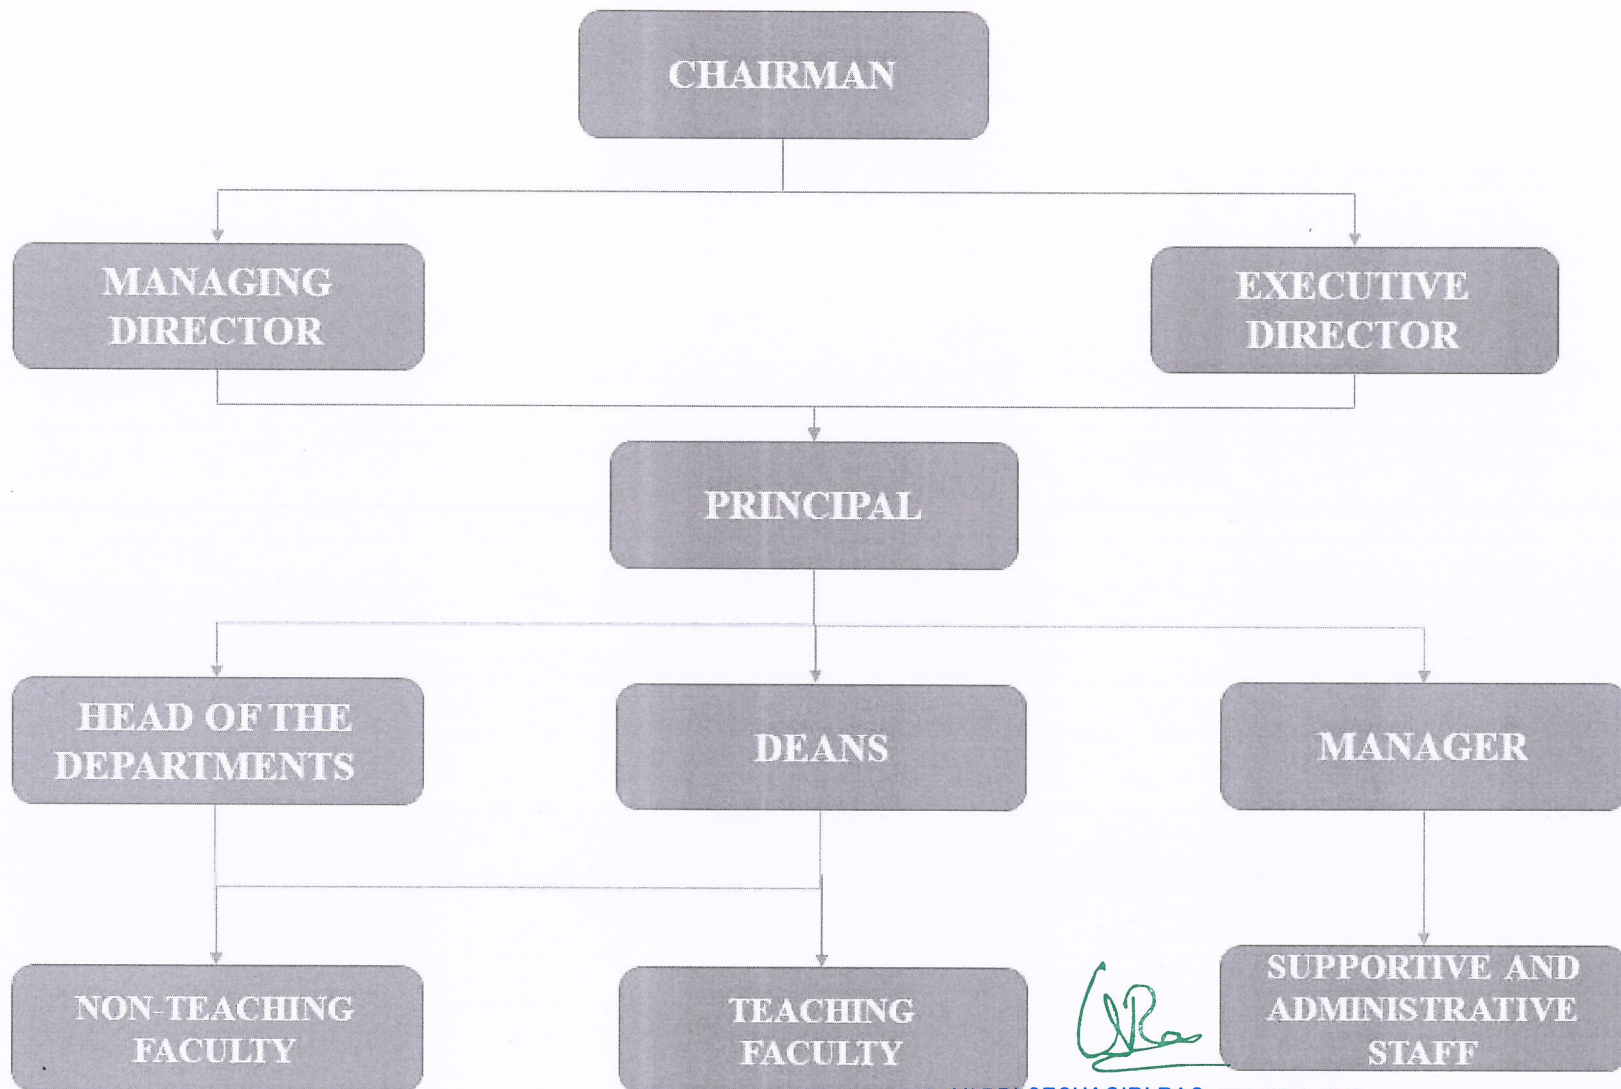 CHAIRMAN
MANAGING
DIRECTOR
EXECUTIVE
DIRECTOR
PRINCIPAL
HEAD OF THE
DEPARTMENTS
DEANS
MANAGER
NON-TEACHING
FACULTY
TEACHING
FACULTY
SUPPORTIVE AND
ADMINISTRATIVE
STAFF